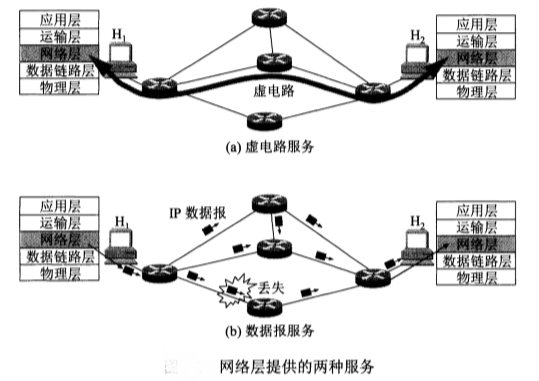 应用层
运输层
网络层
数据链路层
物理层
H₁
H₂
应用层
运输层
网络层
数据链路层
物理层
虚电路
(a) 虚电路服务
应用层
运输层
网络层
数据链路层
物理层
H₁
IP 数据报
丢失
H₂
应用层
运输层
网络层
数据链路层
物理层
(b) 数据报服务
网络层提供的两种服务